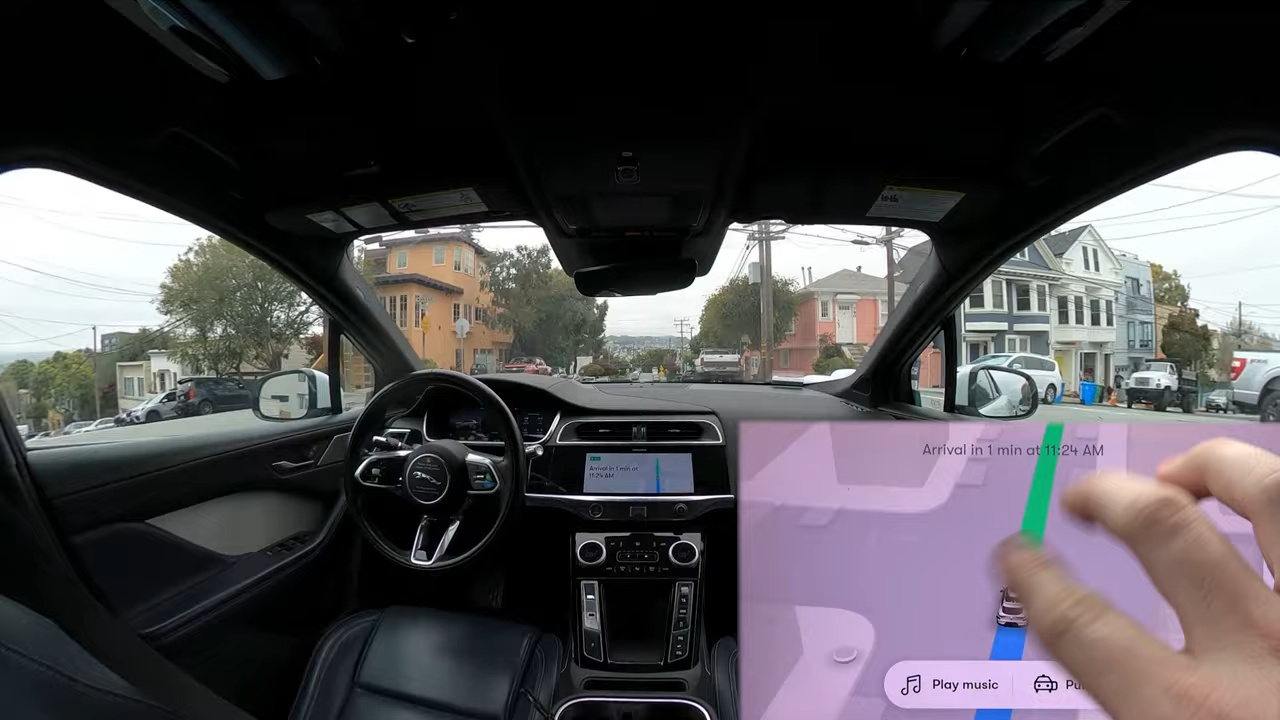 Arrival in 1 min at
11:24 AM
Arrival in 1 min at 11:24 AM
Play music